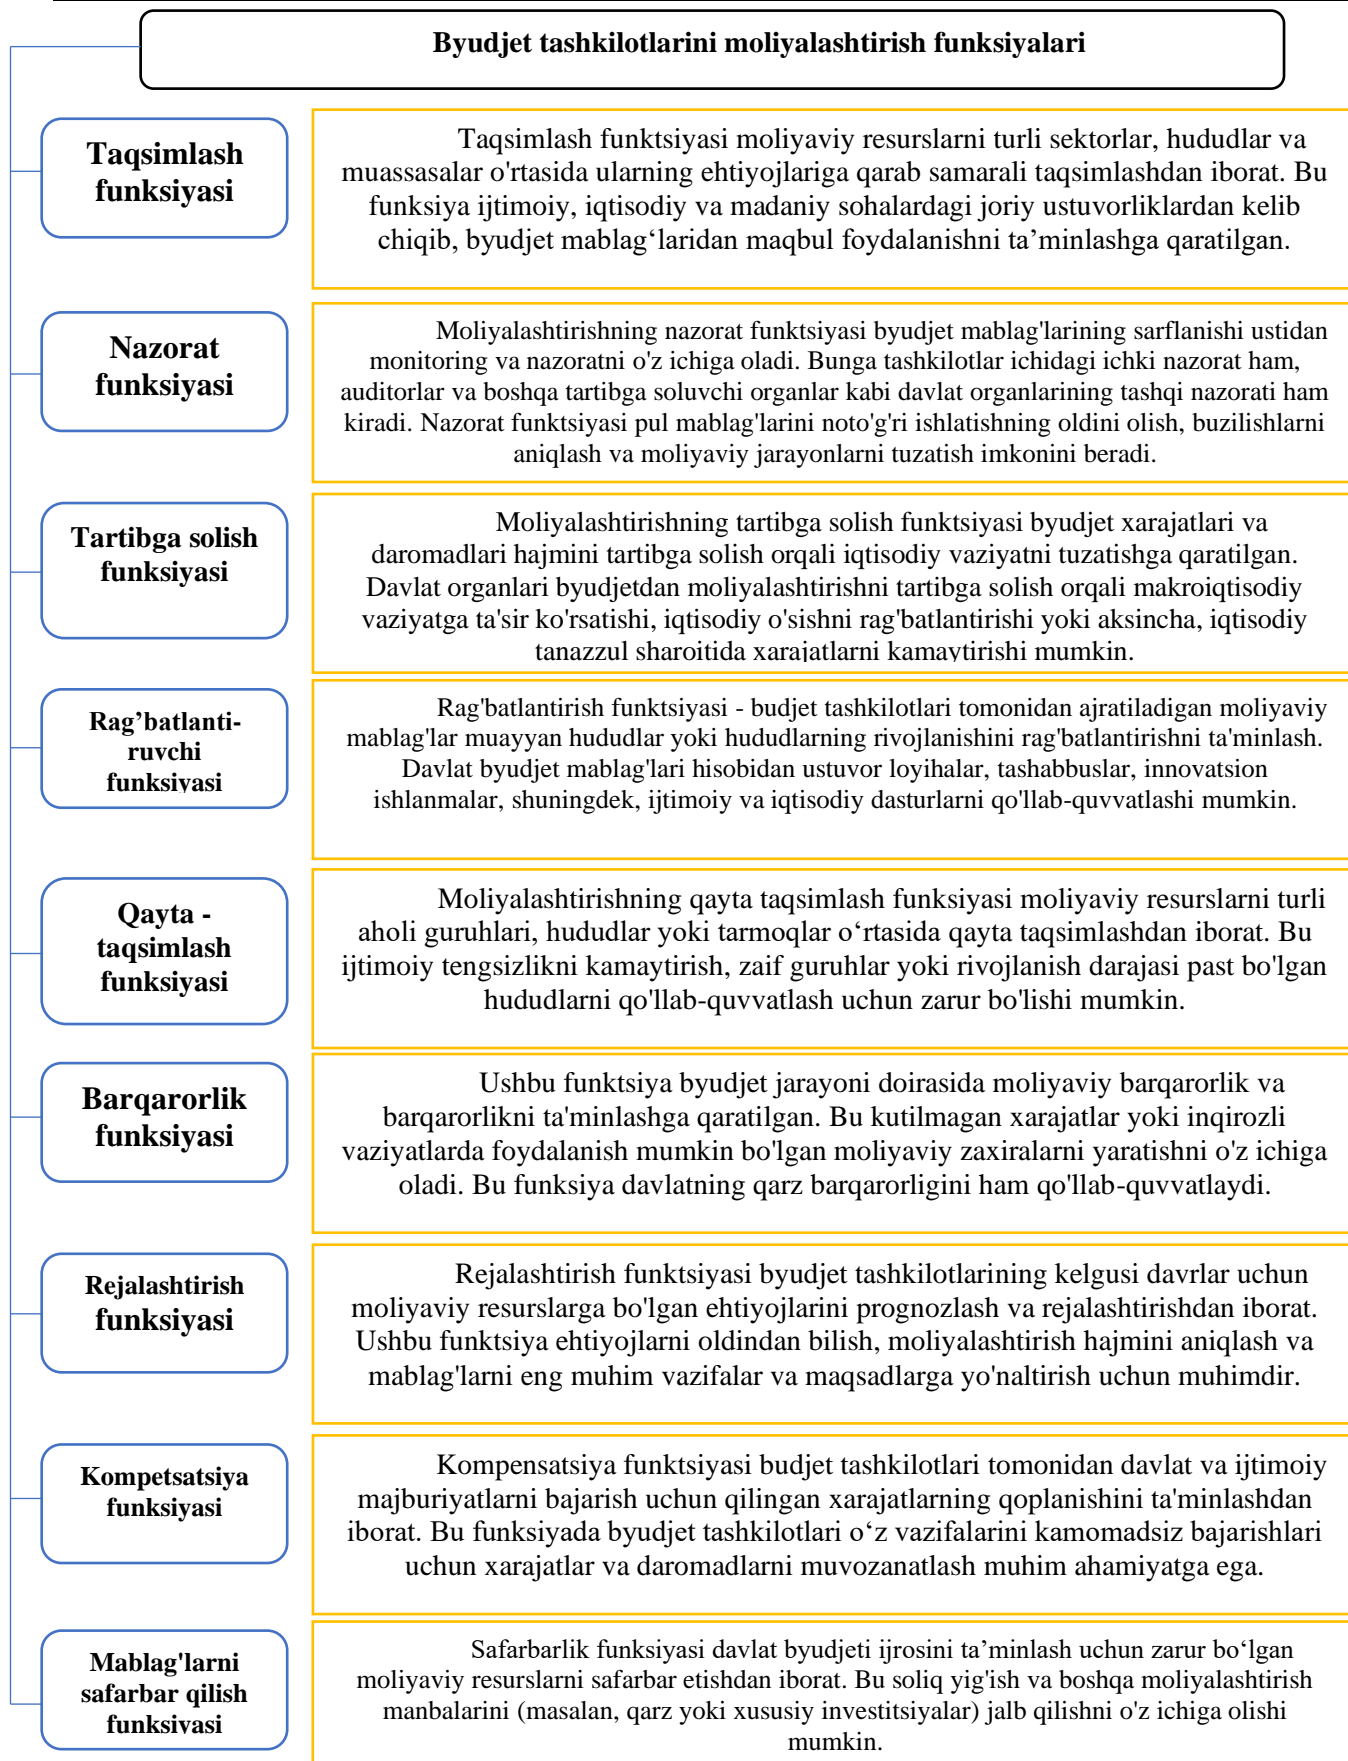 Byudjet tashkilotlarini moliyalashtirish funksiyalari
Taqsimlash
funksiyasi
Taqsimlash funktsiyasi moliyaviy resurslarni turli sektorlar, hududlar va
muassasalar o'rtasida ularning ehtiyojlariga qarab samarali taqsimlashdan iborat. Bu
funksiya ijtimoiy, iqtisodiy va madaniy sohalardagi joriy ustuvorliklardan kelib
chiqib, byudjet mablag‘laridan maqbul foydalanishni ta’minlashga qaratilgan.
Nazorat
funksiyasi
Moliyalashtirishning nazorat funktsiyasi byudjet mablag'larining sarflanishi ustidan
monitoring va nazoratni o'z ichiga oladi. Bunga tashkilotlar ichidagi ichki nazorat ham,
auditorlar va boshqa tartibga soluvchi organlar kabi davlat organlarining tashqi nazorati ham
kiradi. Nazorat funktsiyasi pul mablag'larini noto'g'ri ishlatishning oldini olish, buzilishlarni
aniqlash va moliyaviy jarayonlarni tuzatish imkonini beradi.
Tartibga solish
funksiyasi
Moliyalashtirishning tartibga solish funktsiyasi byudjet xarajatlari va
daromadlari hajmini tartibga solish orqali iqtisodiy vaziyatni tuzatishga qaratilgan.
Davlat organlari byudjetdan moliyalashtirishni tartibga solish orqali makroiqtisodiy
vaziyatga ta'sir ko'rsatishi, iqtisodiy o'sishni rag'batlantirishi yoki aksincha, iqtisodiy
tanazzul sharoitida xarajatlarni kamaytirishi mumkin.
Rag’batlanti-
ruvchi
funksiyasi
Rag'batlantirish funktsiyasi - budjet tashkilotlari tomonidan ajratiladigan moliyaviy
mablag'lar muayyan hududlar yoki hududlarning rivojlanishini rag'batlantirishni ta'minlash.
Davlat byudjet mablag'lari hisobidan ustuvor loyihalar, tashabbuslar, innovatsion
ishlanmalar, shuningdek, ijtimoiy va iqtisodiy dasturlarni qo'llab-quvvatlashi mumkin.
Qayta -
taqsimlash
funksiyasi
Moliyalashtirishning qayta taqsimlash funksiyasi moliyaviy resurslarni turli
aholi guruhlari, hududlar yoki tarmoqlar o‘rtasida qayta taqsimlashdan iborat. Bu
ijtimoiy tengsizlikni kamaytirish, zaif guruhlar yoki rivojlanish darajasi past bo'lgan
hududlarni qo'llab-quvvatlash uchun zarur bo'lishi mumkin.
Barqarorlik
funksiyasi
Ushbu funktsiya byudjet jarayoni doirasida moliyaviy barqarorlik va
barqarorlikni ta'minlashga qaratilgan. Bu kutilmagan xarajatlar yoki inqirozli
vaziyatlarda foydalanish mumkin bo'lgan moliyaviy zaxiralarni yaratishni o'z ichiga
oladi. Bu funksiya davlatning qarz barqarorligini ham qo'llab-quvvatlaydi.
Rejalashtirish
funksiyasi
Rejalashtirish funktsiyasi byudjet tashkilotlarining kelgusi davrlar uchun
moliyaviy resurslarga bo'lgan ehtiyojlarini prognozlash va rejalashtirishdan iborat.
Ushbu funktsiya ehtiyojlarni oldindan bilish, moliyalashtirish hajmini aniqlash va
mablag'larni eng muhim vazifalar va maqsadlarga yo'naltirish uchun muhimdir.
Kompetsatsiya
funksiyasi
Kompensatsiya funktsiyasi budjet tashkilotlari tomonidan davlat va ijtimoiy
majburiyatlarni bajarish uchun qilingan xarajatlarning qoplanishini ta'minlashdan
iborat. Bu funksiyada byudjet tashkilotlari o‘z vazifalarini kamomadsiz bajarishlari
uchun xarajatlar va daromadlarni muvozanatlash muhim ahamiyatga ega.
Mablag'larni
safarbar qilish
funksiyasi
Safarbarlik funksiyasi davlat byudjeti ijrosini ta’minlash uchun zarur bo‘lgan
moliyaviy resurslarni safarbar etishdan iborat. Bu soliq yig'ish va boshqa moliyalashtirish
manbalarini (masalan, qarz yoki xususiy investitsiyalar) jalb qilishni o'z ichiga olishi
mumkin.